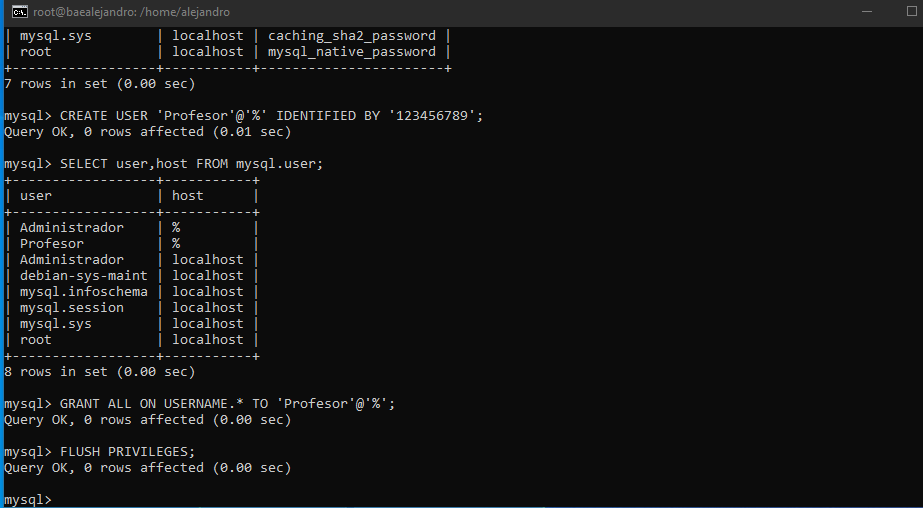 root@baealejandro: /home/alejandro
| mysql.sys        | localhost | caching_sha2_password |
| root             | localhost | mysql_native_password |
+------------------+-----------+-----------------------+
7 rows in set (0.00 sec)
mysql> CREATE USER 'Profesor'@'%' IDENTIFIED BY '123456789';
Query OK, 0 rows affected (0.01 sec)
mysql> SELECT user,host FROM mysql.user;
+------------------+-----------+
| user             | host      |
+------------------+-----------+
| Administrador    | %         |
| Profesor         | %         |
| Administrador    | localhost |
| debian-sys-maint | localhost |
| mysql.infoschema | localhost |
| mysql.session    | localhost |
| mysql.sys        | localhost |
| root             | localhost |
+------------------+-----------+
8 rows in set (0.00 sec)
mysql> GRANT ALL ON USERNAME.* TO 'Profesor'@'%';
Query OK, 0 rows affected (0.00 sec)
mysql> FLUSH PRIVILEGES;
Query OK, 0 rows affected (0.00 sec)
mysql>